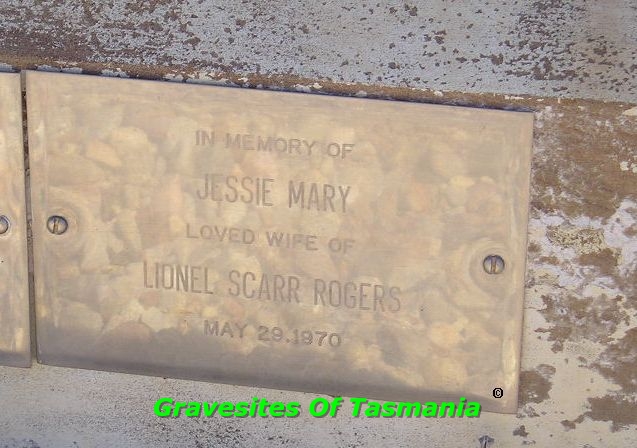 IN MEMORY OF
JESSIE MARY
LOVED WIFE OF
LIONEL SCARR ROGERS
MAY 29.1970
©
Gravesites Of Tasmania